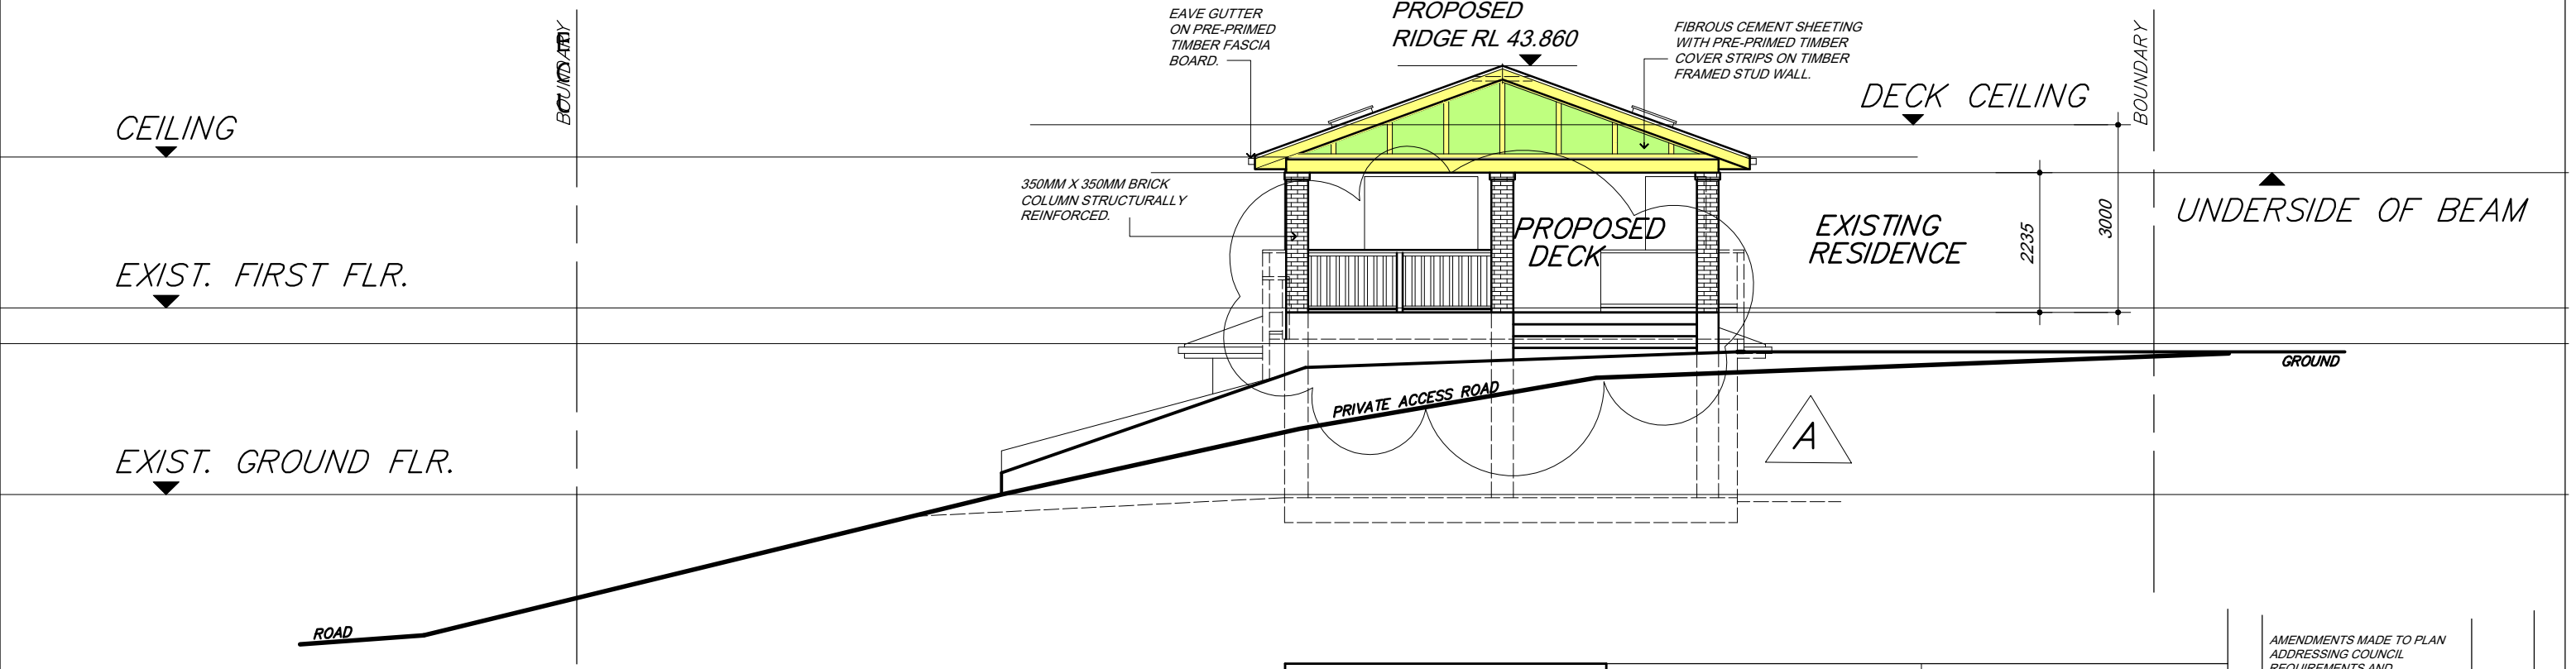 EAVE GUTTER
ON PRE-PRIMED
TIMBER FASCIA
BOARD.
PROPOSED
RIDGE RL 43.860
FIBROUS CEMENT SHEETING
WITH PRE-PRIMED TIMBER
COVER STRIPS ON TIMBER
FRAMED STUD WALL.
BOUNDARY
BOUNDARY
CEILING
DECK CEILING
350MM X 350MM BRICK
COLUMN STRUCTURALLY
REINFORCED.
UNDERSIDE OF BEAM
PROPOSED
DECK
EXISTING
RESIDENCE
2235
3000
EXIST. FIRST FLR.
GROUND
PRIVATE ACCESS ROAD
A
EXIST. GROUND FLR.
ROAD
AMENDMENTS MADE TO PLAN
ADDRESSING COUNCIL
REQUIREMENTS AND